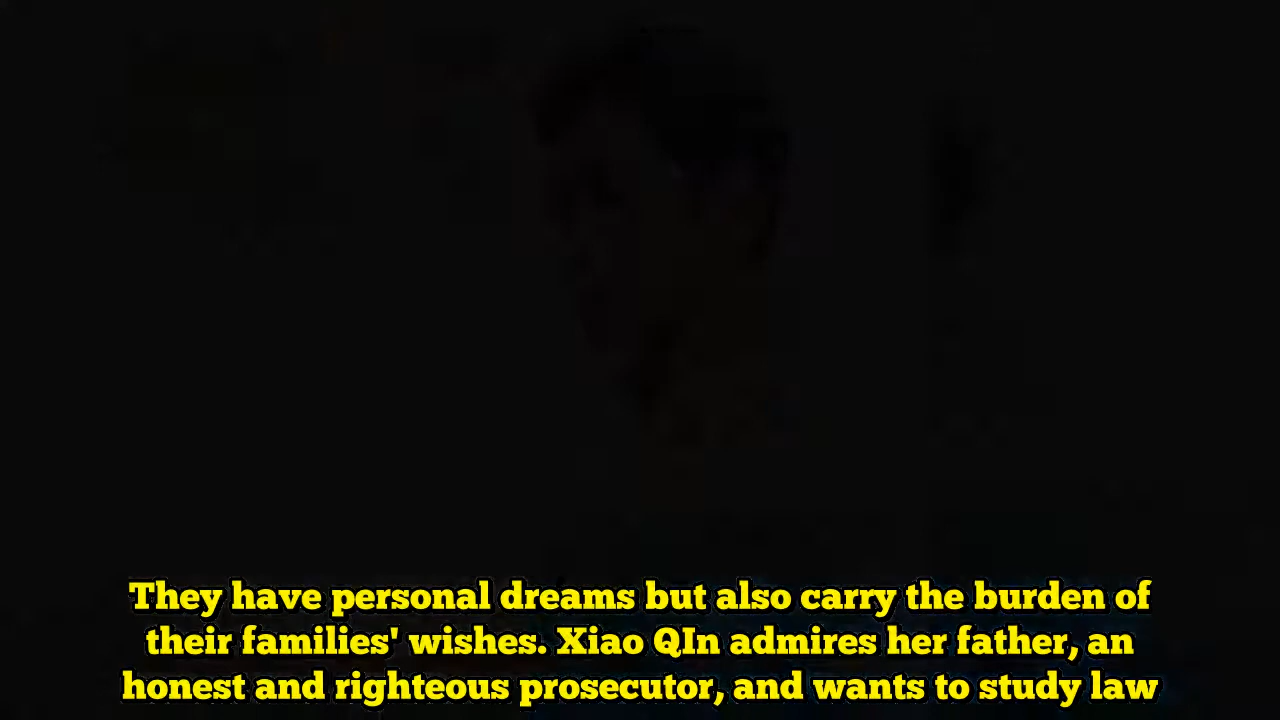 They have personal dreams but also carry the burden of
their families' wishes. Xiao QIn admires her father, an
honest and righteous prosecutor, and wants to study law